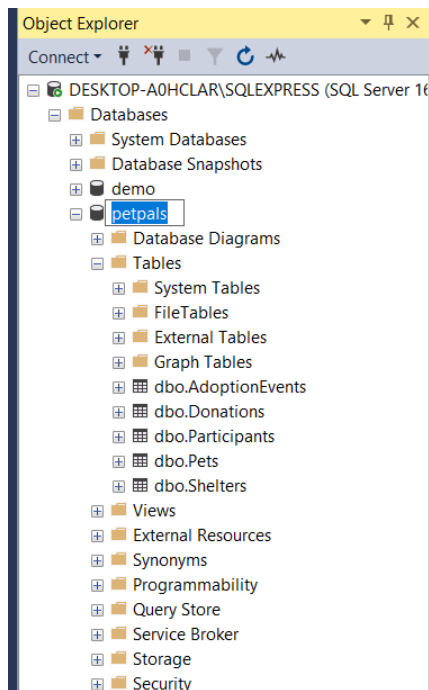 Object Explorer
Connect
DESKTOP-A0HCLAR\SQLEXPRESS (SQL Server 16
Databases
System Databases
Database Snapshots
demo
petpals
Database Diagrams
Tables
System Tables
FileTables
External Tables
Graph Tables
dbo.AdoptionEvents
dbo.Donations
dbo.Participants
dbo.Pets
dbo.Shelters
Views
External Resources
Synonyms
Programmability
Query Store
Service Broker
Storage
Security